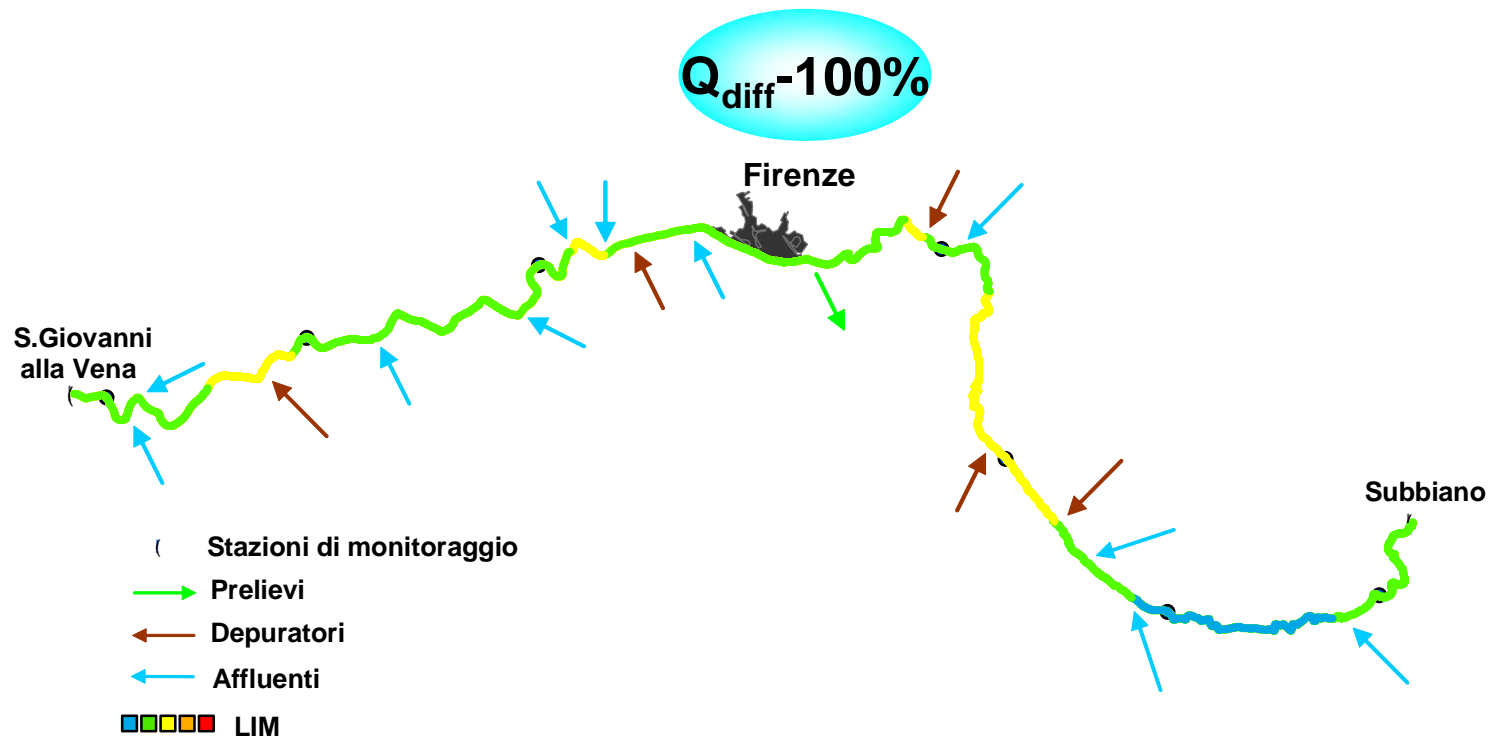 Qdiff-100%
Firenze
S.Giovanni
alla Vena
Subbiano
Stazioni di monitoraggio
Prelievi
Depuratori
Affluenti
LIM